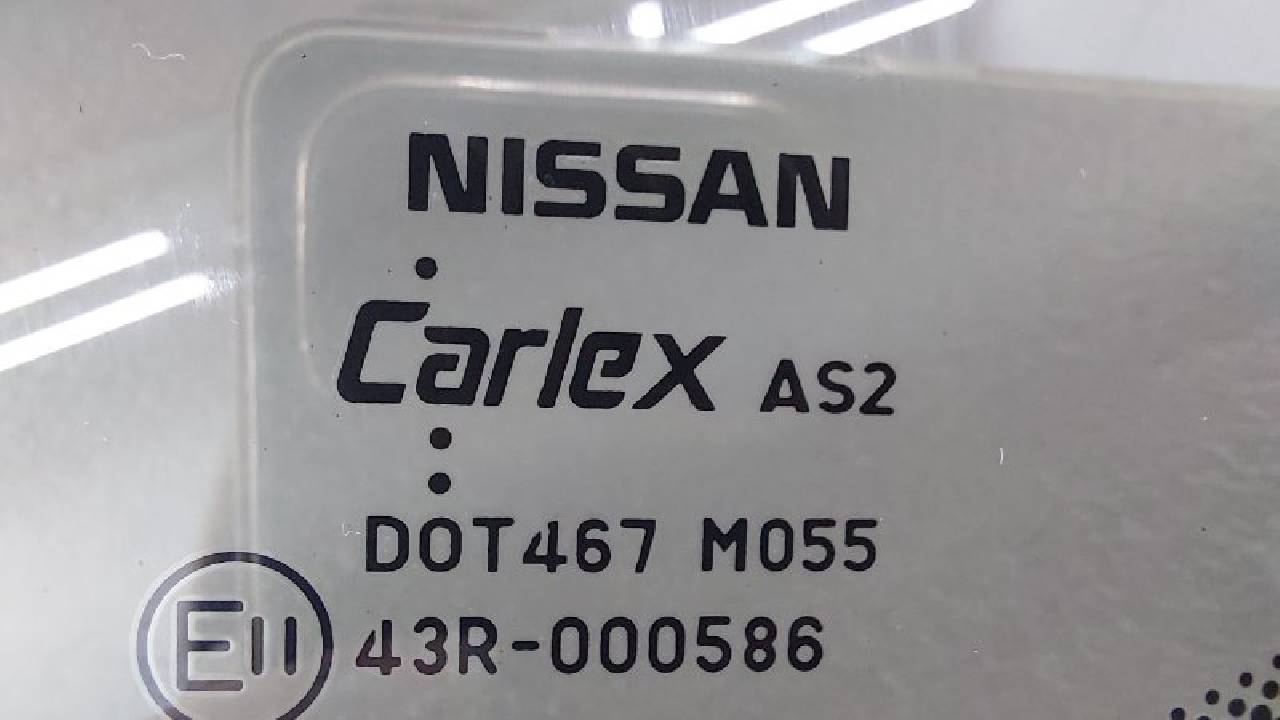 NISSAN
Carlex AS2
DOT467 M055
E11 43R-000586